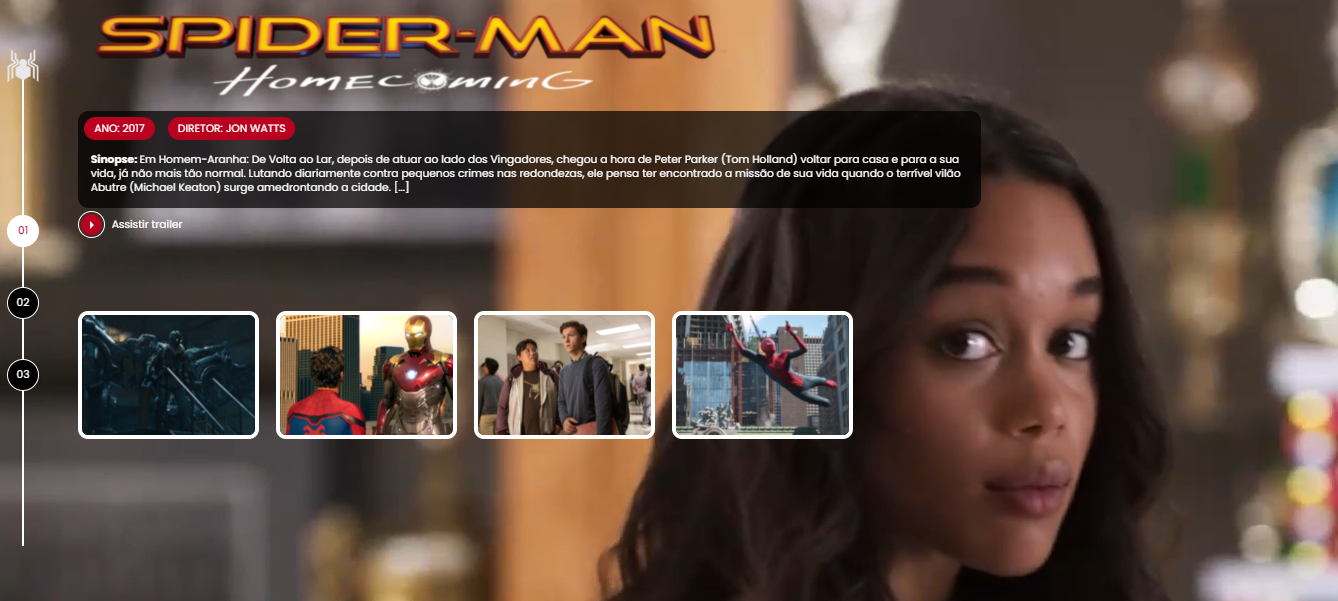 SPIDER-MAN
HOMECOMING
ANO: 2017
DIRETOR: JON WATTS
Sinopse: Em Homem-Aranha: De Volta ao Lar, depois de atuar ao lado dos Vingadores, chegou a hora de Peter Parker (Tom Holland) voltar para casa e para a sua
vida, já não mais tão normal. Lutando diariamente contra pequenos crimes nas redondezas, ele pensa ter encontrado a missão de sua vida quando o terrível vilão
Abutre (Michael Keaton) surge amedrontando a cidade. [...]
Assistir trailer
01
02
03